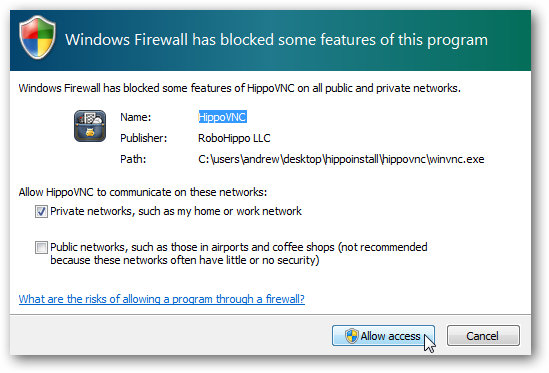 Windows Firewall has blocked some features of this program
Windows Firewall has blocked some features of HippoVNC on all public and private networks.
Name: HippoVNC
Publisher: RoboHippo LLC
Path: C:\users\andrew\desktop\hippoinstall\hippovnc\winvnc.exe
Allow HippoVNC to communicate on these networks:
Private networks, such as my home or work network
Public networks, such as those in airports and coffee shops (not recommended
because these networks often have little or no security)
What are the risks of allowing a program through a firewall?
Allow access Cancel